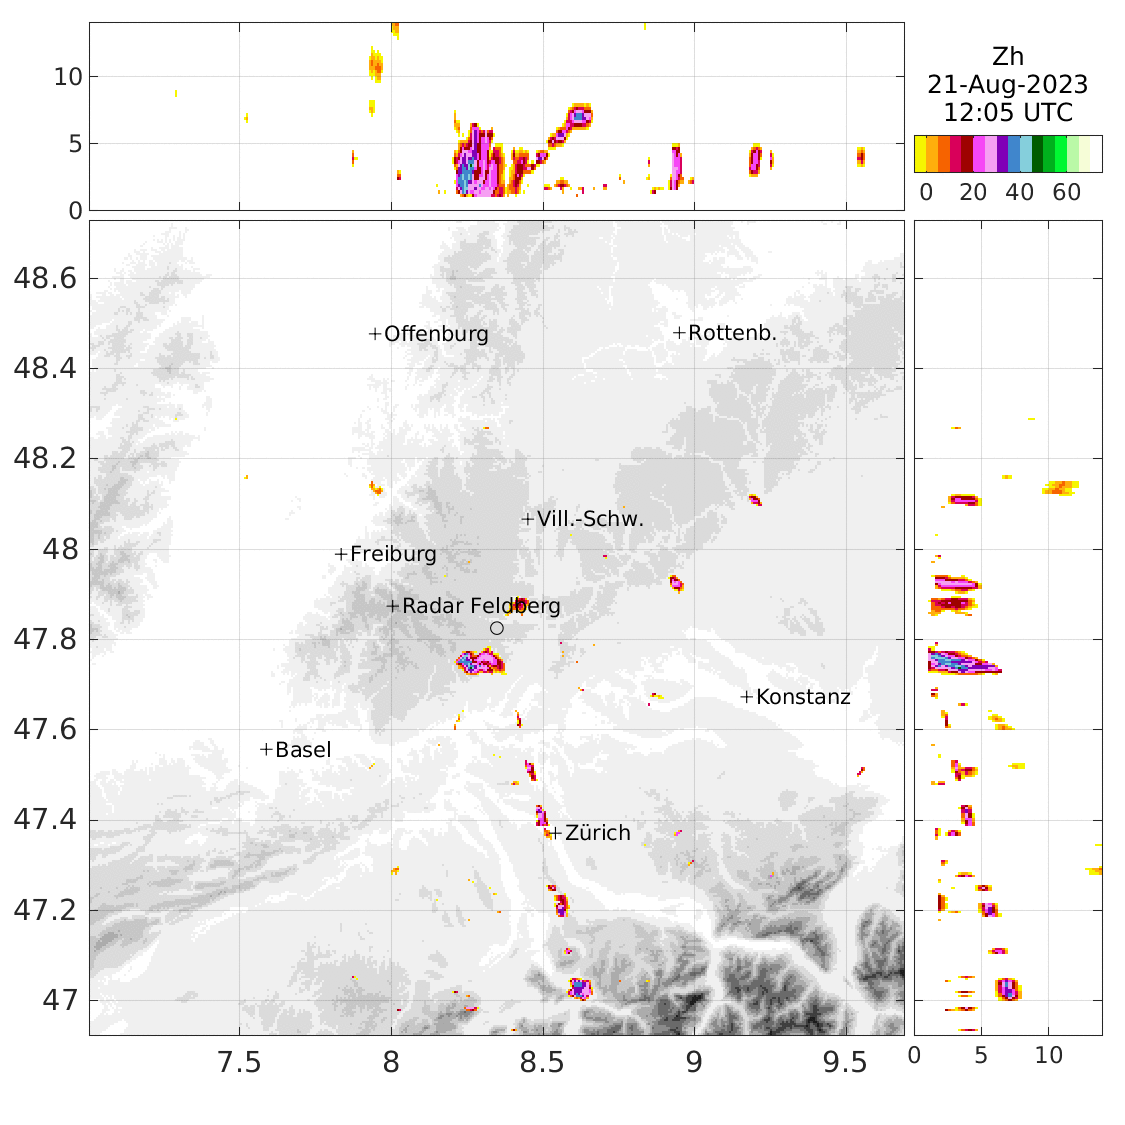 10
5
0
Zh
21-Aug-2023
12:05 UTC
0 20 40 60
48.6
48.4
48.2
48
47.8
47.6
47.4
47.2
47
Offenburg
Rottenb.
Vill.-Schw.
Freiburg
Radar Feldberg
Konstanz
Basel
Zürich
7.5 8 8.5 9 9.5
0 5 10